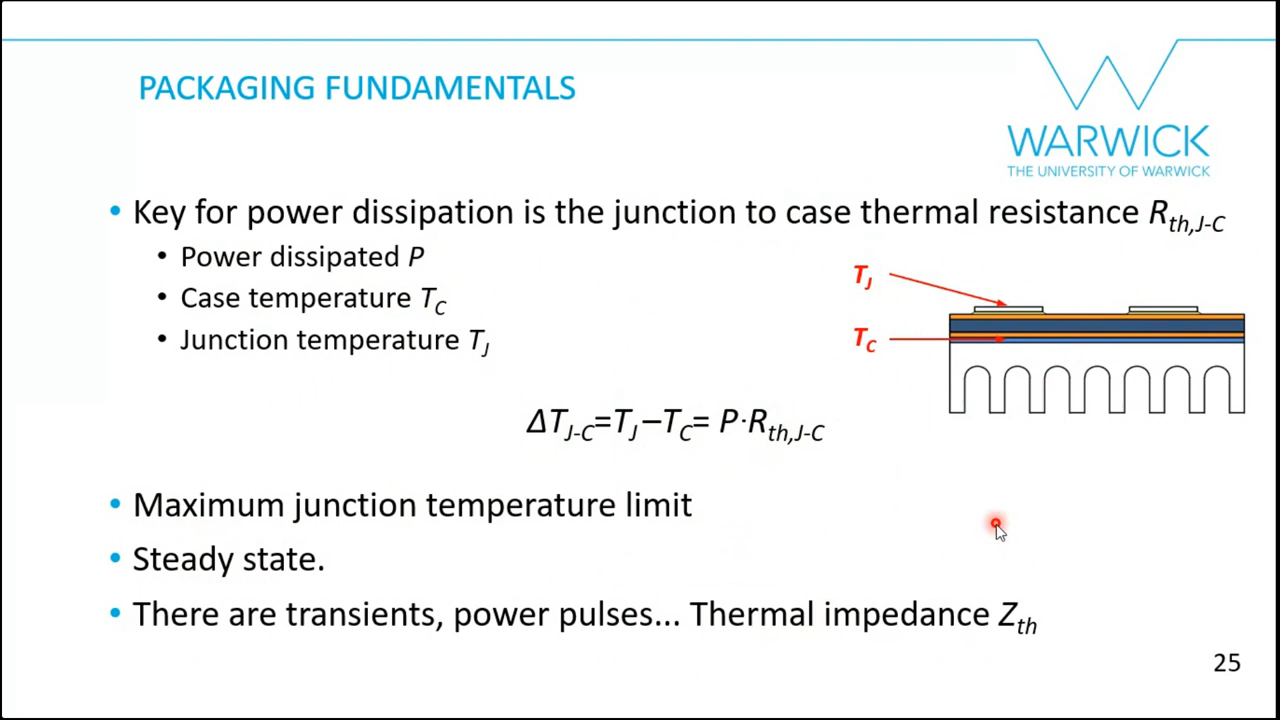 PACKAGING FUNDAMENTALS
WARWICK
THE UNIVERSITY OF WARWICK
• Key for power dissipation is the junction to case thermal resistance Rth,J-C
• Power dissipated P
• Case temperature TC
• Junction temperature TJ
TJ
TC
ΔTJ-C=TJ−TC= P·Rth,J-C
• Maximum junction temperature limit
• Steady state.
• There are transients, power pulses... Thermal impedance Zth
25